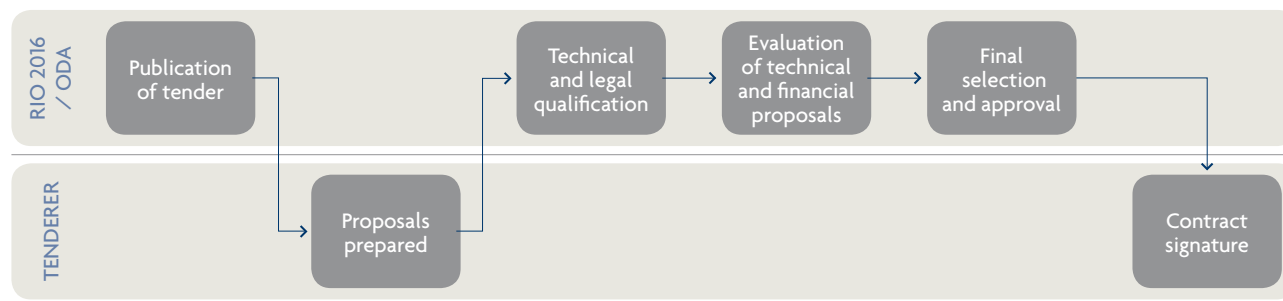 RIO 2016
/ ODA
Publication
of tender
Technical
and legal
qualification
Evaluation
of technical
and financial
proposals
Final
selection
and approval
TENDERER
Proposals
prepared
Contract
signature